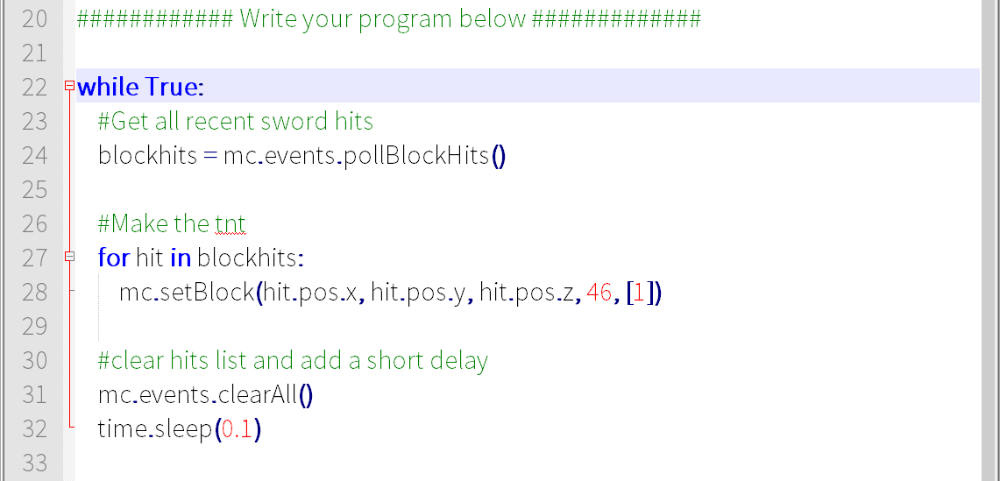 20 ############ Write your program below #############
21
22 while True:
23 #Get all recent sword hits
24 blockhits = mc.events.pollBlockHits()
25
26 #Make the tnt
27 for hit in blockhits:
28 mc.setBlock(hit.pos.x, hit.pos.y, hit.pos.z, 46, [1])
29
30 #clear hits list and add a short delay
31 mc.events.clearAll()
32 time.sleep(0.1)
33